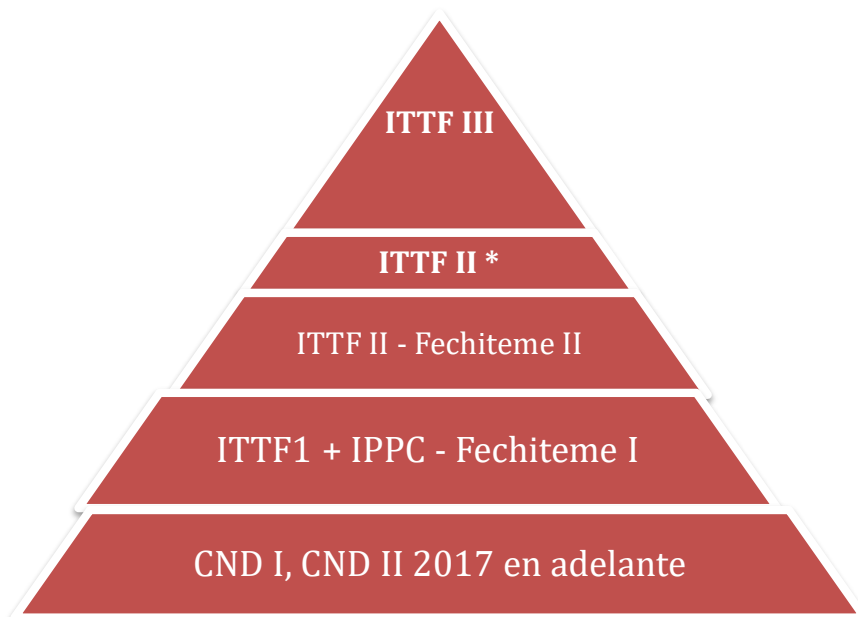 ITTF III
ITTF II *
ITTF II - Fechiteme II
ITTF1 + IPPC - Fechiteme I
CND I, CND II 2017 en adelante